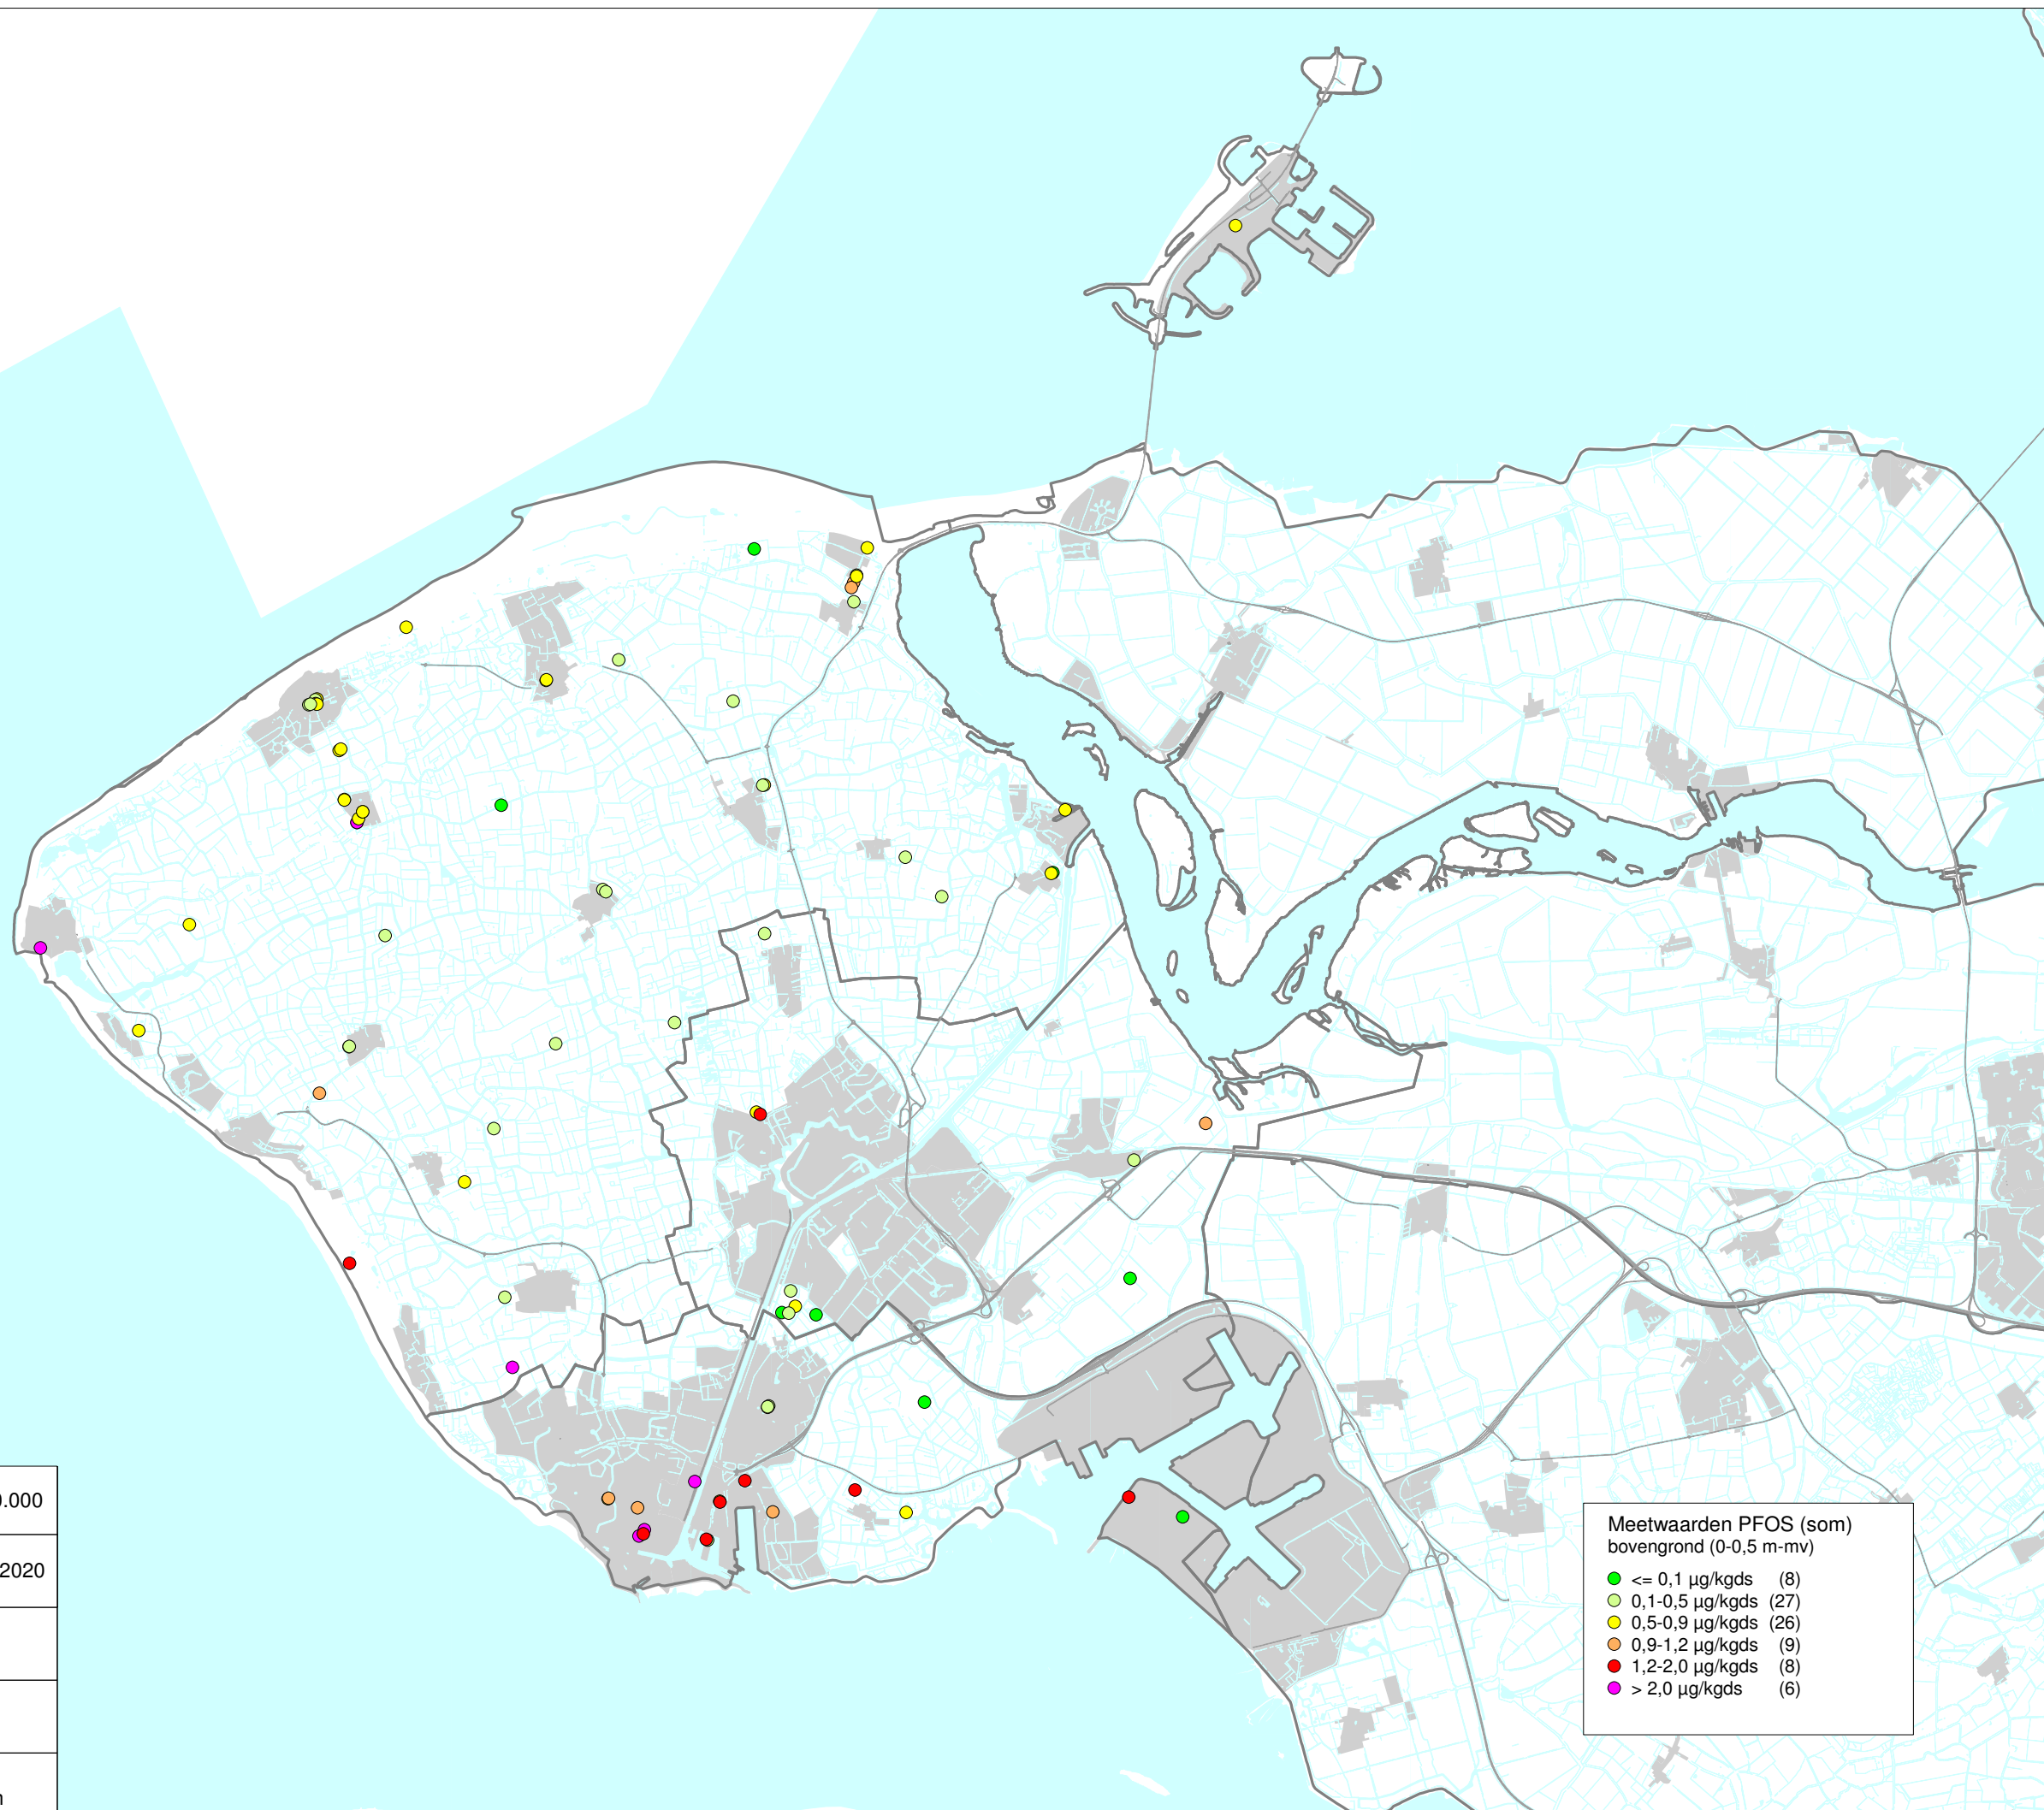 0.000
2020
Meetwaarden PFOS (som)
bovengrond (0-0,5 m-mv)
<= 0,1 µg/kgds (8)
0,1-0,5 µg/kgds (27)
0,5-0,9 µg/kgds (26)
0,9-1,2 µg/kgds (9)
1,2-2,0 µg/kgds (8)
> 2,0 µg/kgds (6)